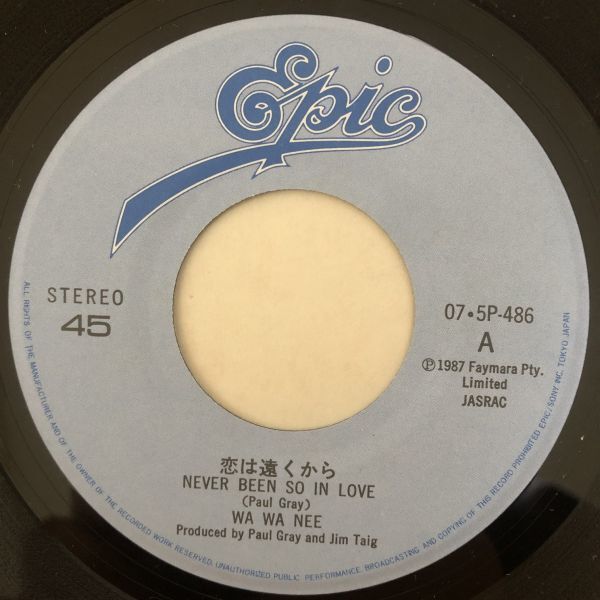 Epic
STEREO
45
07・5P-486
A
Ⓟ1987 Faymara Pty.
Limited
JASRAC
恋は遠くから
NEVER BEEN SO IN LOVE
(Paul Gray)
WA WA NEE
Produced by Paul Gray and Jim Taig
ALL RIGHTS OF THE MANUFACTURER AND OF THE OWNER OF THE RECORDED WORK RESERVED. UNAUTHORIZED PUBLIC PERFORMANCE, BROADCASTING AND COPYING OF THIS RECORD PROHIBITED EPIC/SONY INC. TOKYO JAPAN